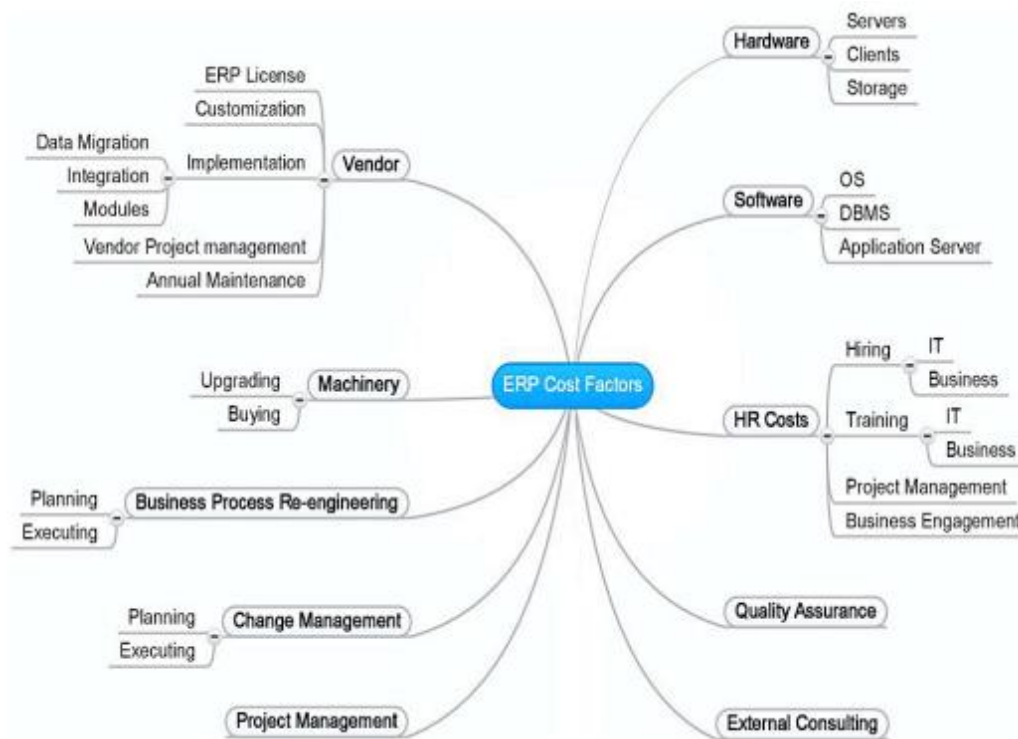 ERP Cost Factors
Hardware
Servers
Clients
Storage
Software
OS
DBMS
Application Server
HR Costs
Hiring
IT
Business
Training
IT
Business
Project Management
Business Engagement
Quality Assurance
External Consulting
Vendor
ERP License
Customization
Implementation
Data Migration
Integration
Modules
Vendor Project management
Annual Maintenance
Machinery
Upgrading
Buying
Business Process Re-engineering
Planning
Executing
Change Management
Planning
Executing
Project Management